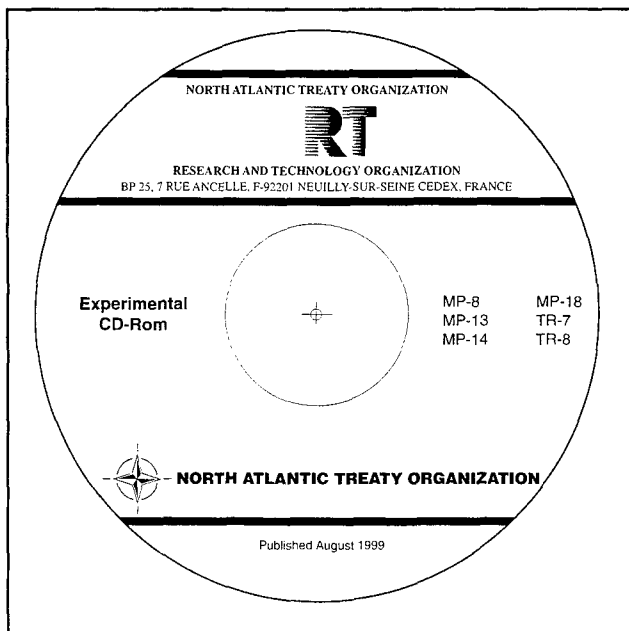 NORTH ATLANTIC TREATY ORGANIZATION
RT
RESEARCH AND TECHNOLOGY ORGANIZATION
BP 25, 7 RUE ANCELLE, F-92201 NEUILLY-SUR-SEINE CEDEX, FRANCE
Experimental
CD-Rom
MP-8 MP-18
MP-13 TR-7
MP-14 TR-8
NORTH ATLANTIC TREATY ORGANIZATION
Published August 1999